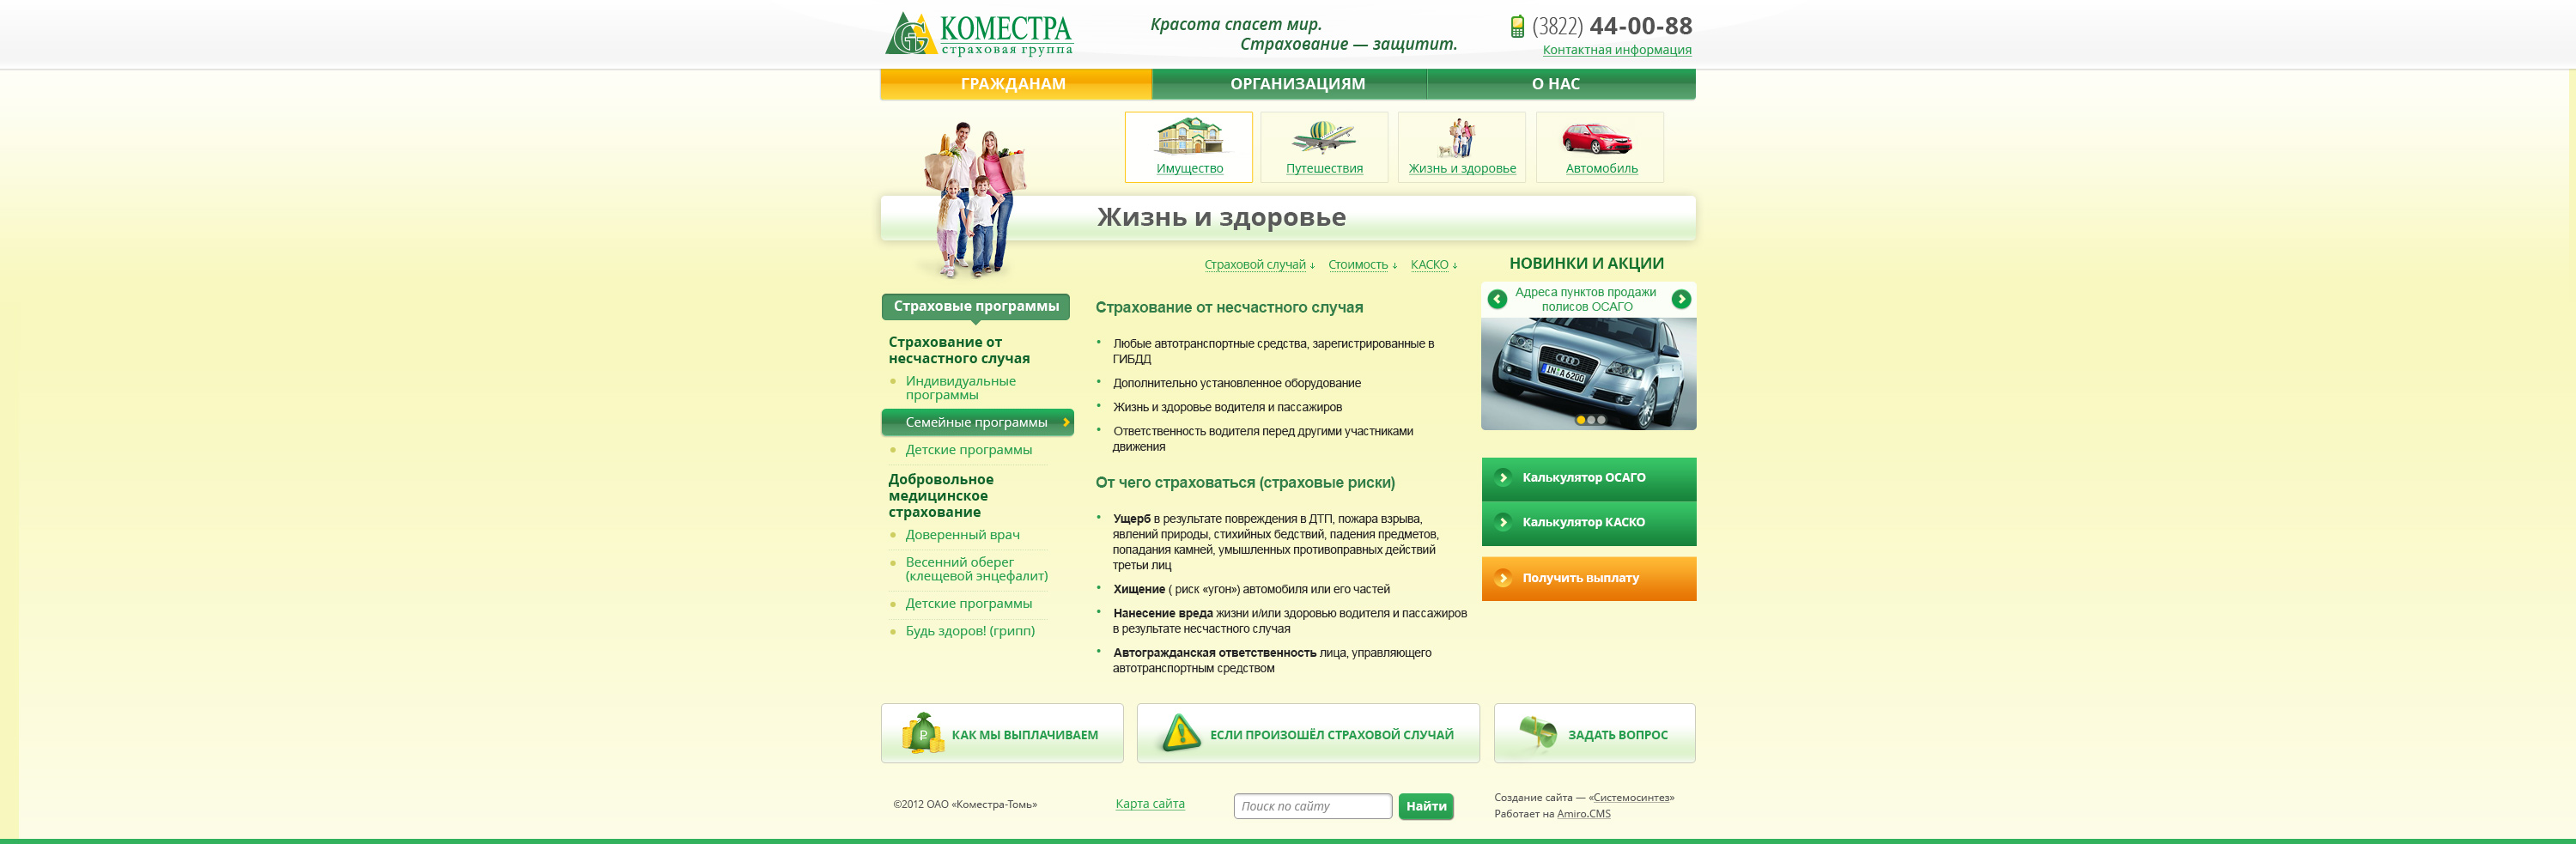 КОМЕСТРА
страховая группа
Красота спасет мир.
Страхование — защитит.
(3822) 44-00-88
Контактная информация
ГРАЖДАНАМ
ОРГАНИЗАЦИЯМ
О НАС
Имущество
Путешествия
Жизнь и здоровье
Автомобиль
Жизнь и здоровье
Страховой случай ↓
Стоимость ↓
КАСКО ↓
Страховые программы
Страхование от
несчастного случая
Индивидуальные
программы
Семейные программы
Детские программы
Добровольное
медицинское
страхование
Доверенный врач
Весенний оберег
(клещевой энцефалит)
Детские программы
Будь здоров! (грипп)
Страхование от несчастного случая
• Любые автотранспортные средства, зарегистрированные в
ГИБДД
• Дополнительно установленное оборудование
• Жизнь и здоровье водителя и пассажиров
• Ответственность водителя перед другими участниками
движения
От чего страховаться (страховые риски)
• Ущерб в результате повреждения в ДТП, пожара взрыва,
явлений природы, стихийных бедствий, падения предметов,
попадания камней, умышленных противоправных действий
третьи лиц
• Хищение ( риск «угон») автомобиля или его частей
• Нанесение вреда жизни и/или здоровью водителя и пассажиров
в результате несчастного случая
• Автогражданская ответственность лица, управляющего
автотранспортным средством
НОВИНКИ И АКЦИИ
Адреса пунктов продажи
полисов ОСАГО
IN A 6200
Калькулятор ОСАГО
Калькулятор КАСКО
Получить выплату
КАК МЫ ВЫПЛАЧИВАЕМ
ЕСЛИ ПРОИЗОШЁЛ СТРАХОВОЙ СЛУЧАЙ
ЗАДАТЬ ВОПРОС
©2012 ОАО «Коместра-Томь»
Карта сайта
Поиск по сайту
Найти
Создание сайта — «Системосинтез»
Работает на Amiro.CMS